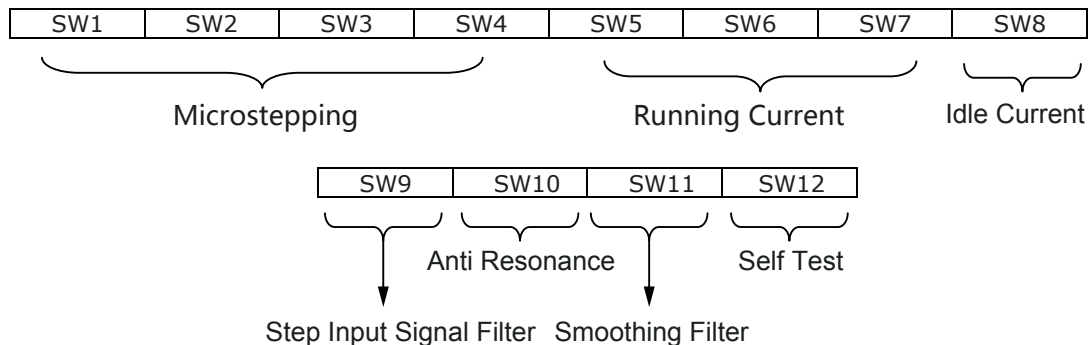 SW1 SW2 SW3 SW4 SW5 SW6 SW7 SW8
Microstepping Running Current Idle Current
SW9 SW10 SW11 SW12
Anti Resonance Self Test
Step Input Signal Filter Smoothing Filter